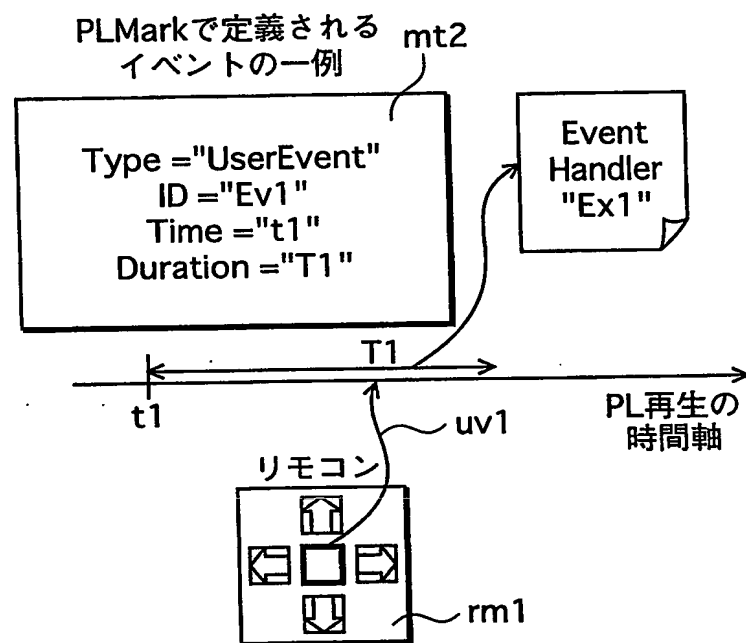 PLMarkで定義される
イベントの一例
mt2
Type ="UserEvent"
ID ="Ev1"
Time ="t1"
Duration ="T1"
Event
Handler
"Ex1"
T1
t1
PL再生の
時間軸
uv1
リモコン
rm1